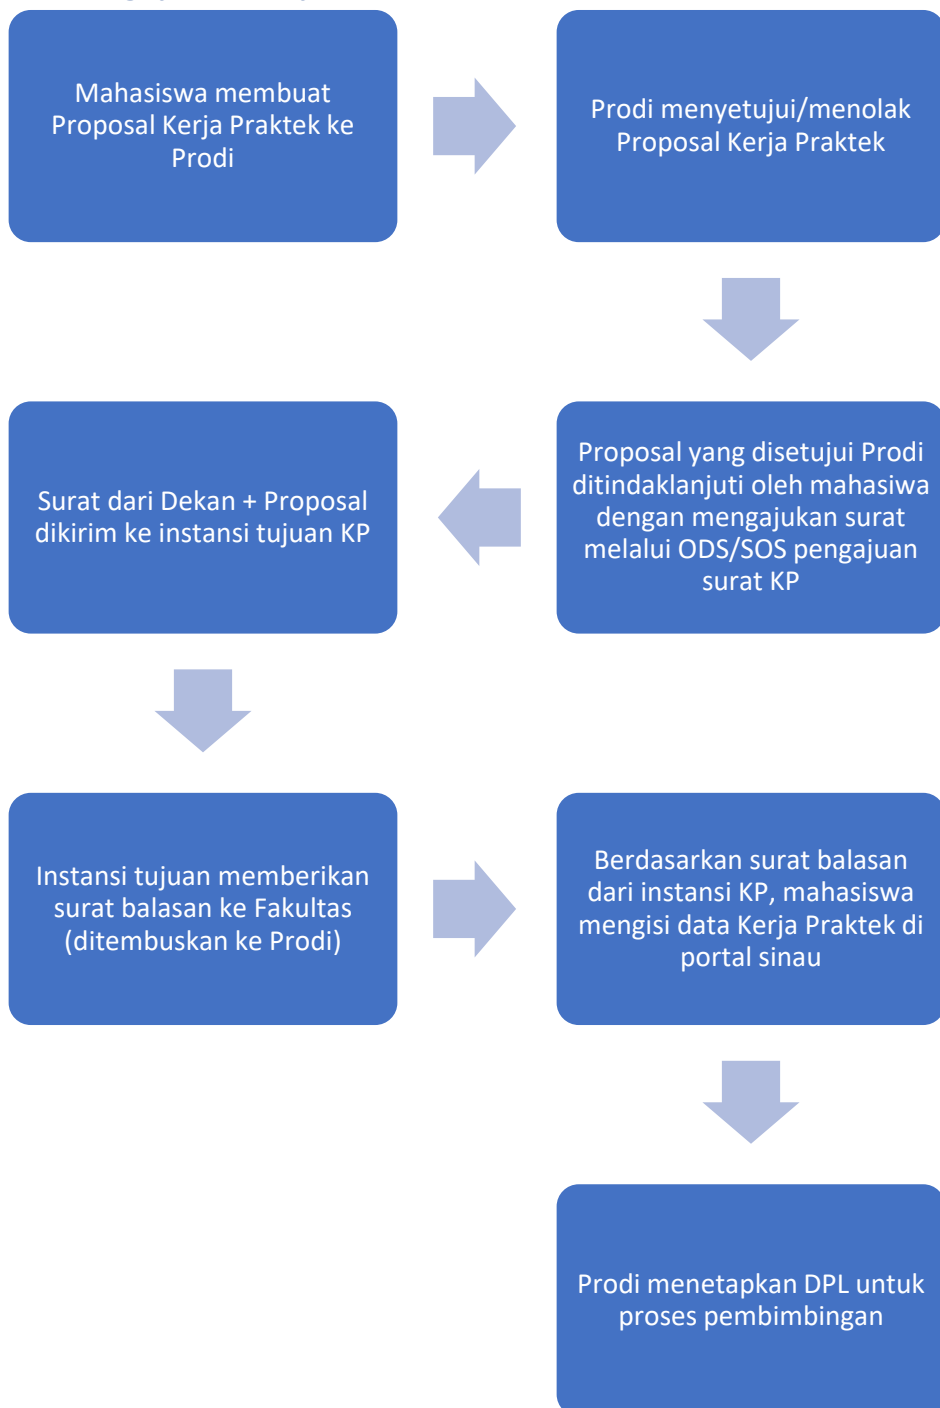 Mahasiswa membuat
Proposal Kerja Praktek ke
Prodi
Prodi menyetujui/menolak
Proposal Kerja Praktek
Proposal yang disetujui Prodi
ditindaklanjuti oleh mahasiwa
dengan mengajukan surat
melalui ODS/SOS pengajuan
surat KP
Surat dari Dekan + Proposal
dikirim ke instansi tujuan KP
Instansi tujuan memberikan
surat balasan ke Fakultas
(ditembuskan ke Prodi)
Berdasarkan surat balasan
dari instansi KP, mahasiswa
mengisi data Kerja Praktek di
portal sinau
Prodi menetapkan DPL untuk
proses pembimbingan